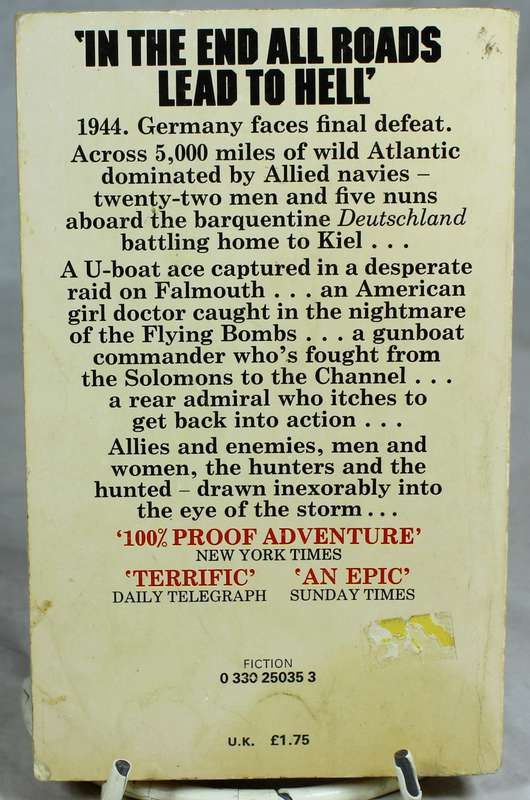 ‘IN THE END ALL ROADS
LEAD TO HELL’
1944. Germany faces final defeat.
Across 5,000 miles of wild Atlantic
dominated by Allied navies –
twenty-two men and five nuns
aboard the barquentine Deutschland
battling home to Kiel . . .
A U-boat ace captured in a desperate
raid on Falmouth . . . an American
girl doctor caught in the nightmare
of the Flying Bombs . . . a gunboat
commander who’s fought from
the Solomons to the Channel . . .
a rear admiral who itches to
get back into action . . .
Allies and enemies, men and
women, the hunters and the
hunted – drawn inexorably into
the eye of the storm . . .
‘100% PROOF ADVENTURE’
NEW YORK TIMES
‘TERRIFIC’ ‘AN EPIC’
DAILY TELEGRAPH SUNDAY TIMES
FICTION
0 330 25035 3
U.K. £1.75